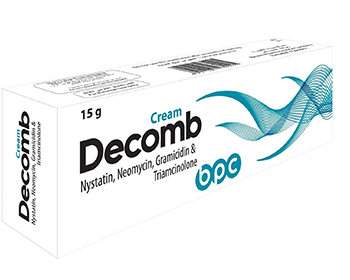 15 g
Cream
Decomb
Nystatin, Neomycin, Gramicidin &
Triamcinolone
bpc
Cream
Decomb
Nystatin, Neomycin, Gramicidin &
Triamcinolone